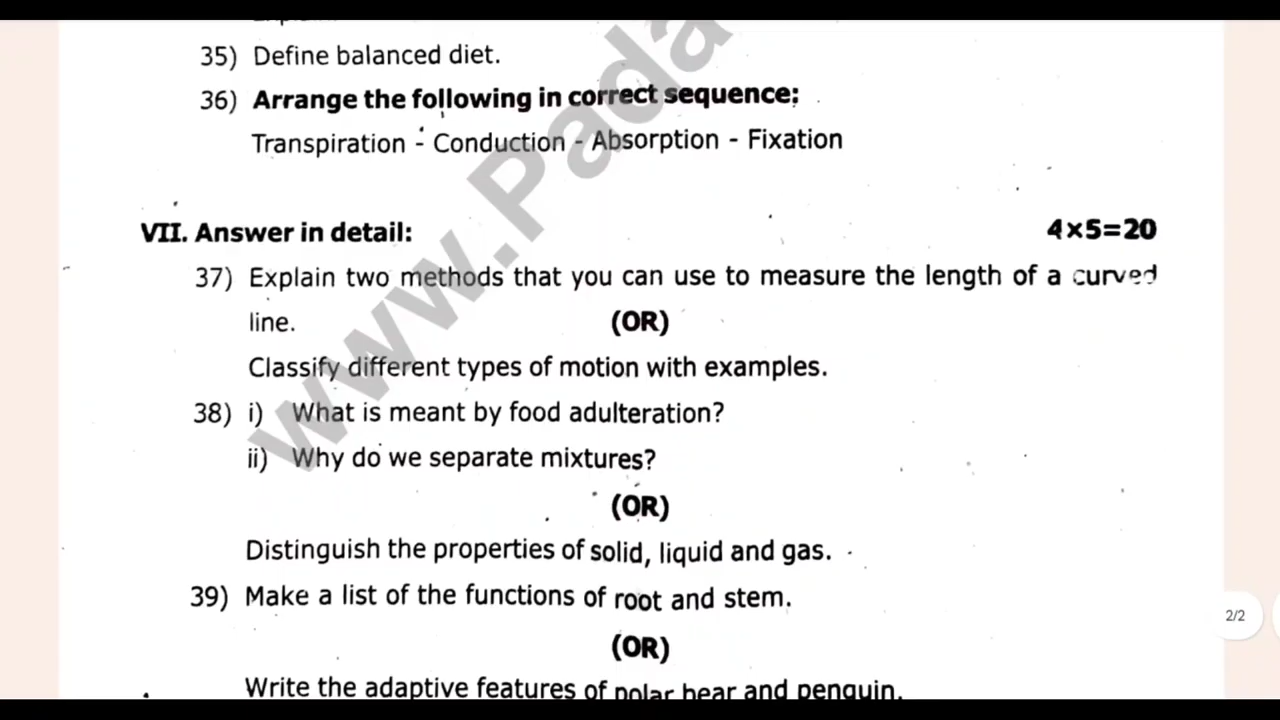 35) Define balanced diet.
36) Arrange the following in correct sequence:
Transpiration - Conduction - Absorption - Fixation
VII. Answer in detail: 4×5=20
37) Explain two methods that you can use to measure the length of a curved
line. (OR)
Classify different types of motion with examples.
38) i) What is meant by food adulteration?
ii) Why do we separate mixtures?
(OR)
Distinguish the properties of solid, liquid and gas.
39) Make a list of the functions of root and stem.
2/2
(OR)
Write the adaptive features of polar bear and penguin.
www.Pada